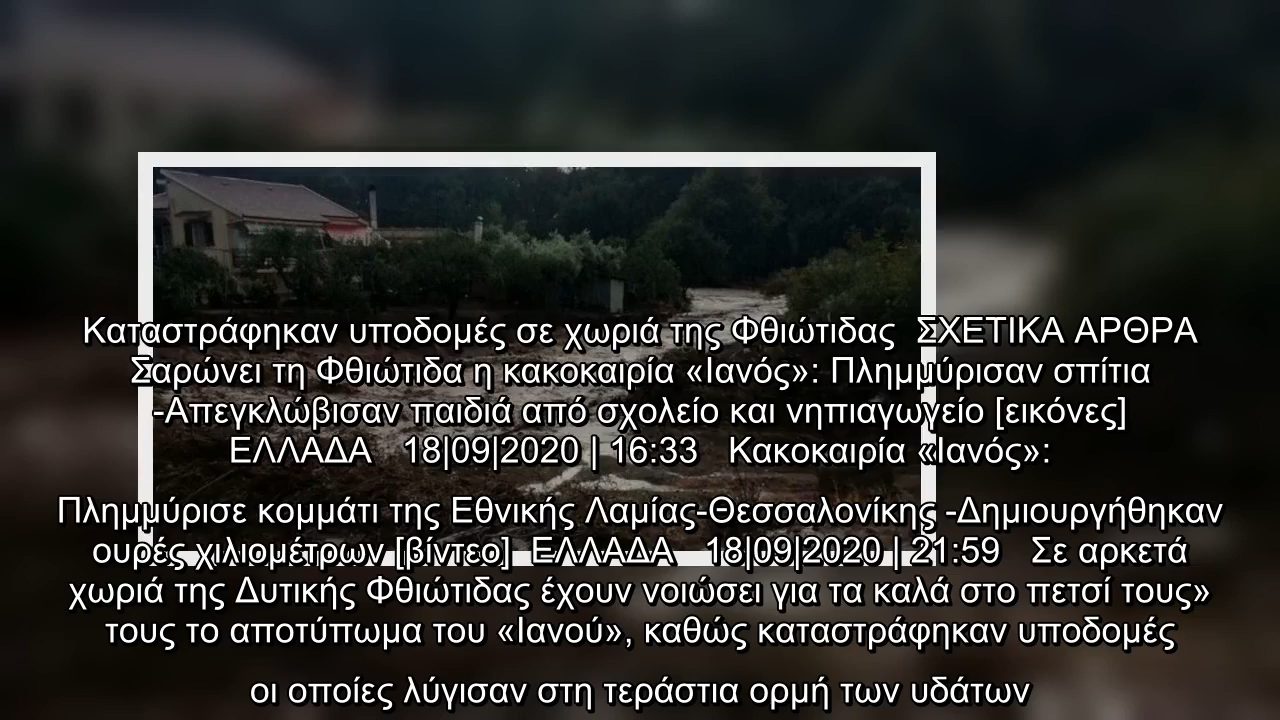 Καταστράφηκαν υποδομές σε χωριά της Φθιώτιδας ΣΧΕΤΙΚΑ ΑΡΘΡΑ
Σαρώνει τη Φθιώτιδα η κακοκαιρία «Ιανός»: Πλημμύρισαν σπίτια
-Απεγκλώβισαν παιδιά από σχολείο και νηπιαγωγείο [εικόνες]
ΕΛΛΑΔΑ 18|09|2020 | 16:33 Κακοκαιρία «Ιανός»:
Πλημμύρισε κομμάτι της Εθνικής Λαμίας-Θεσσαλονίκης -Δημιουργήθηκαν
ουρές χιλιομέτρων [βίντεο] ΕΛΛΑΔΑ 18|09|2020 | 21:59 Σε αρκετά
χωριά της Δυτικής Φθιώτιδας έχουν νοιώσει για τα καλά στο πετσί τους»
τους το αποτύπωμα του «Ιανού», καθώς καταστράφηκαν υποδομές
οι οποίες λύγισαν στη τεράστια ορμή των υδάτων